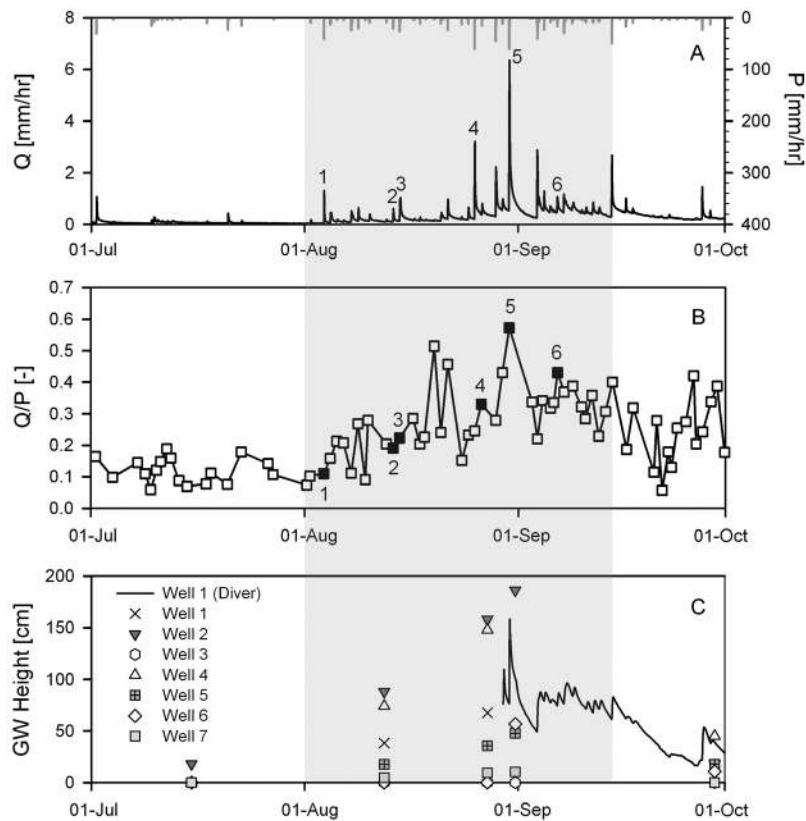 8
0
A
5
6
100
Q [mm/hr]
P [mm/hr]
4
4
200
2
1
2
3
6
300
0
400
01-Jul
01-Aug
01-Sep
01-Oct
0.7
B
5
0.6
0.5
6
Q/P [-]
0.4
4
0.3
3
0.2
2
0.1
1
0.0
01-Jul
01-Aug
01-Sep
01-Oct
200
Well 1 (Diver)
C
Well 1
150
Well 2
Well 3
GW Height [cm]
100
Well 4
Well 5
50
Well 6
Well 7
0
01-Jul
01-Aug
01-Sep
01-Oct